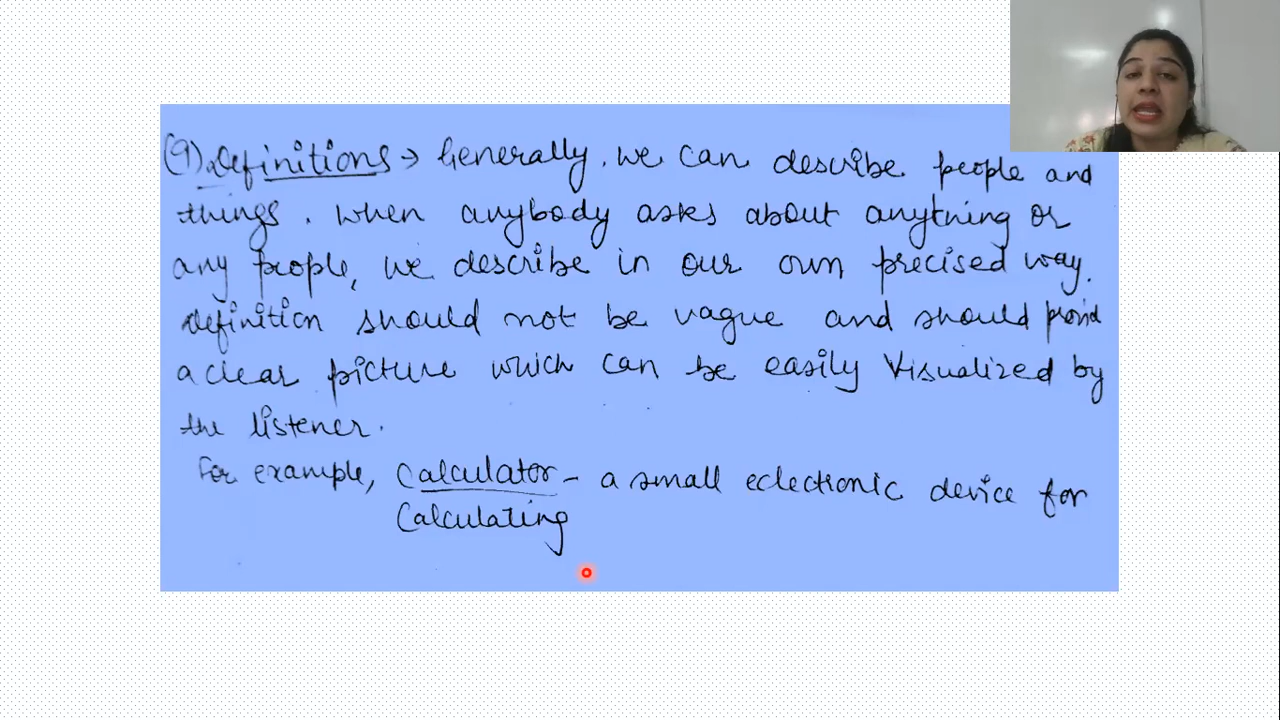 (9) Definitions → Generally, we can describe people and
things. When anybody asks about anything or
any people, we describe in our own precised way.
definition should not be vague and should provid
a clear picture which can be easily visualized by
the listener.
For example, Calculator - a small eclectionic device for
Calculating